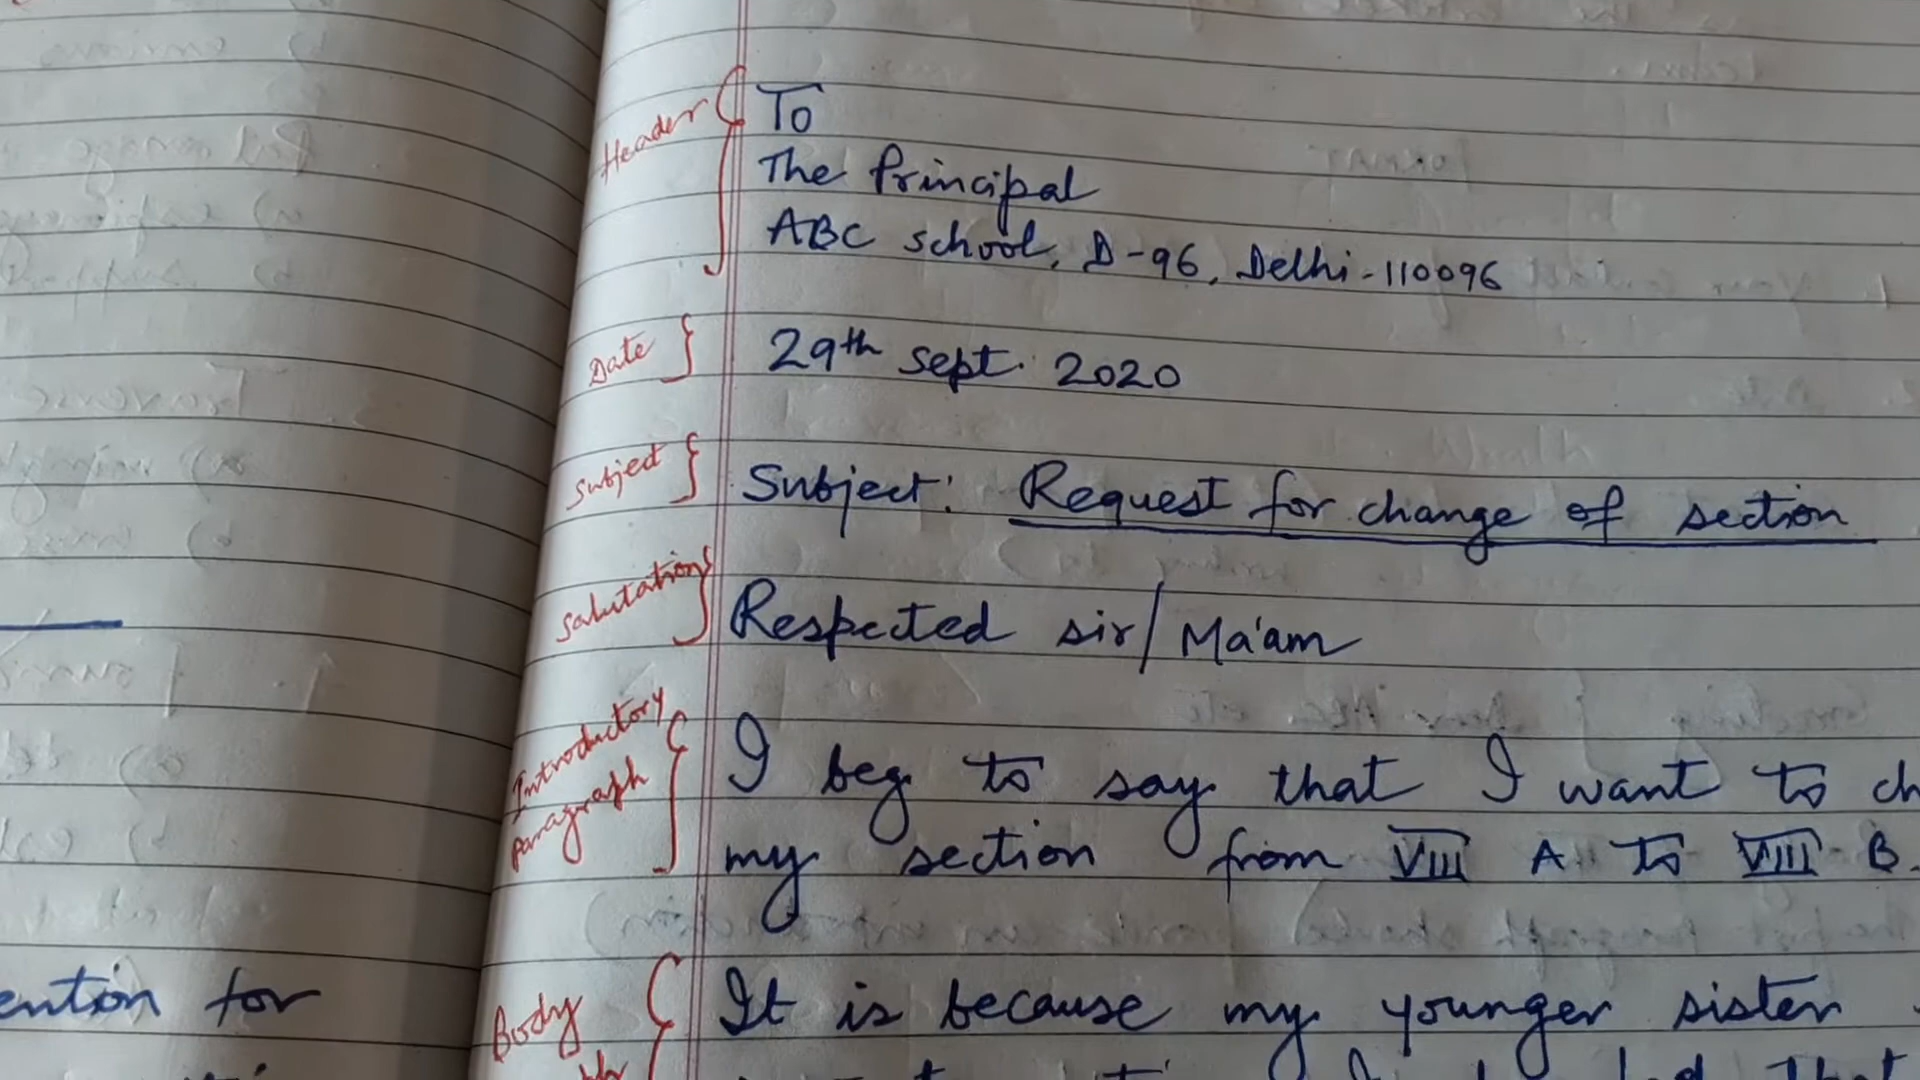 Header
To
The Principal
ABC school, D-96, Delhi-110096
Date
29th sept. 2020
Subject
Subject: Request for change of section
Salutation
Respected sir/Ma'am
Introductory
paragraph
I beg to say that I want to ch
my section from VIII A to VIII B.
ention for
Body
It is because my younger sister